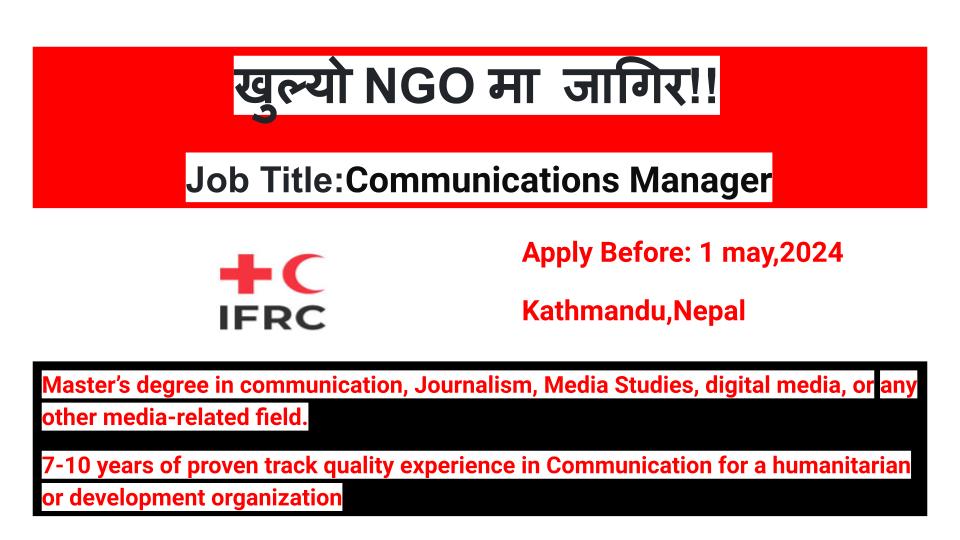 खुल्यो NGO मा जागिर!!
Job Title:Communications Manager
Apply Before: 1 may,2024
IFRC
Kathmandu,Nepal
Master’s degree in communication, Journalism, Media Studies, digital media, or any
other media-related field.
7-10 years of proven track quality experience in Communication for a humanitarian
or development organization